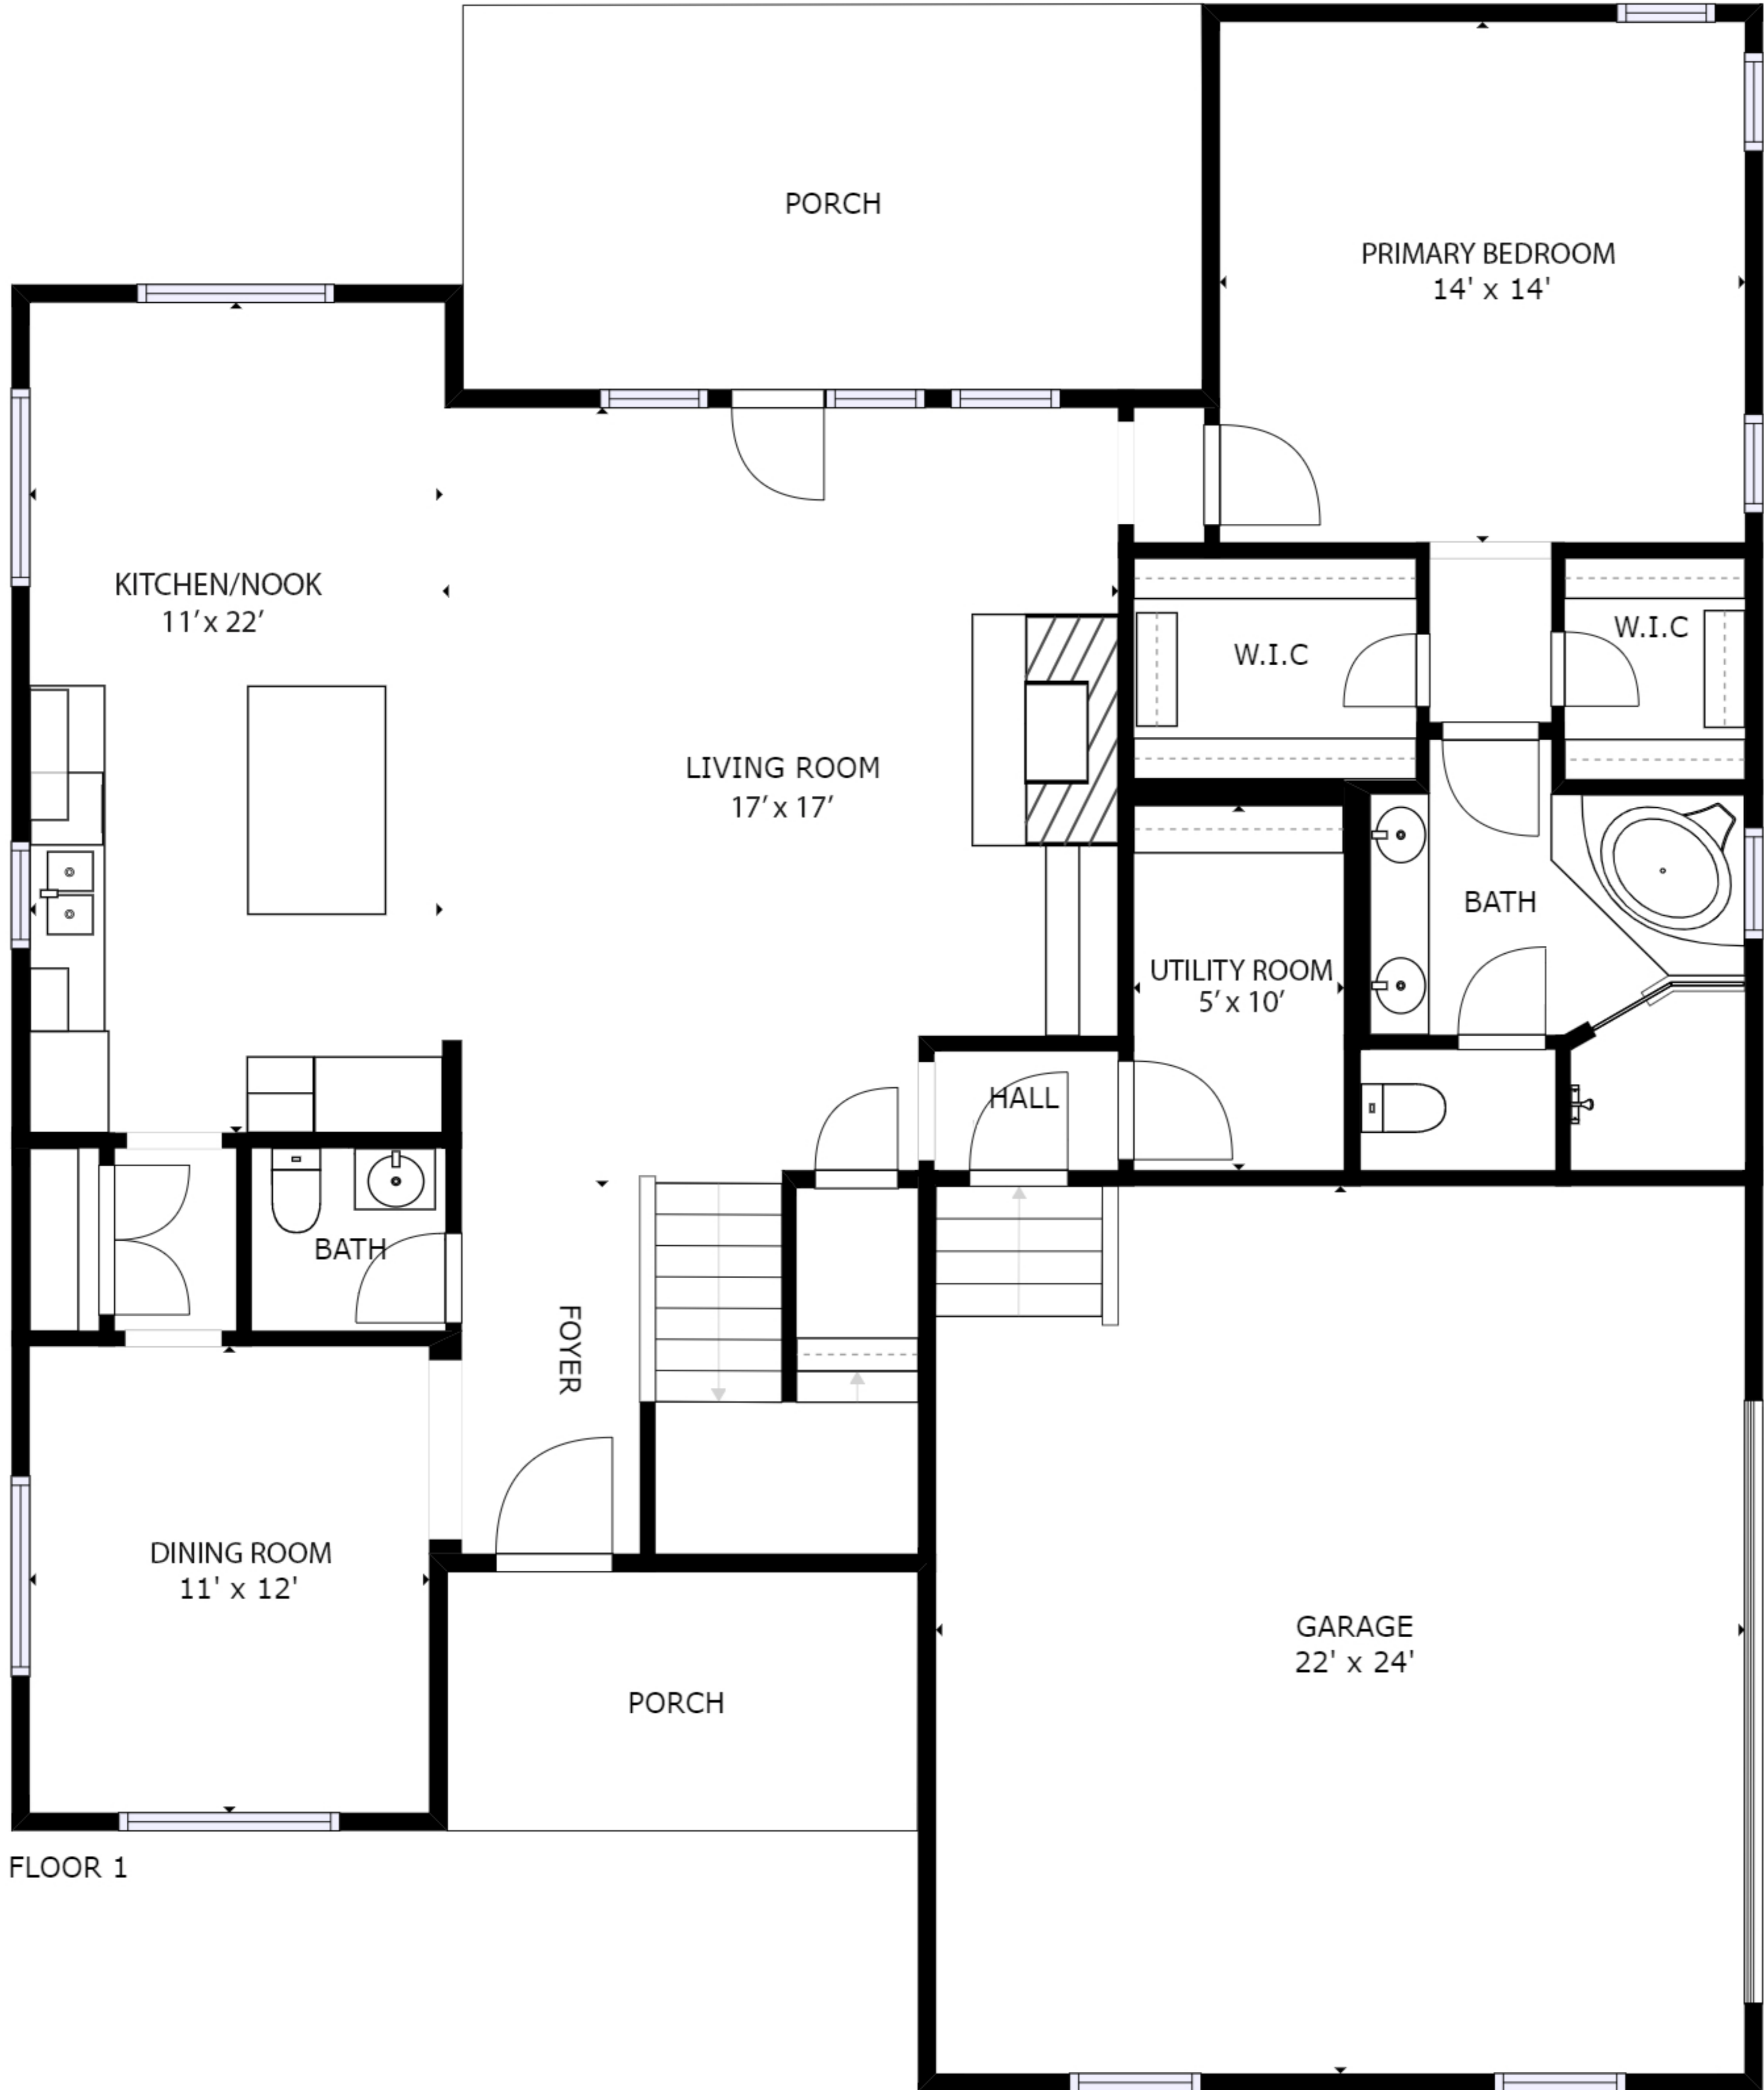 PORCH
PRIMARY BEDROOM
14' x 14'
KITCHEN/NOOK
11' x 22'
W.I.C
W.I.C
LIVING ROOM
17' x 17'
BATH
UTILITY ROOM
5' x 10'
HALL
BATH
FOYER
DINING ROOM
11' x 12'
GARAGE
22' x 24'
PORCH
FLOOR 1